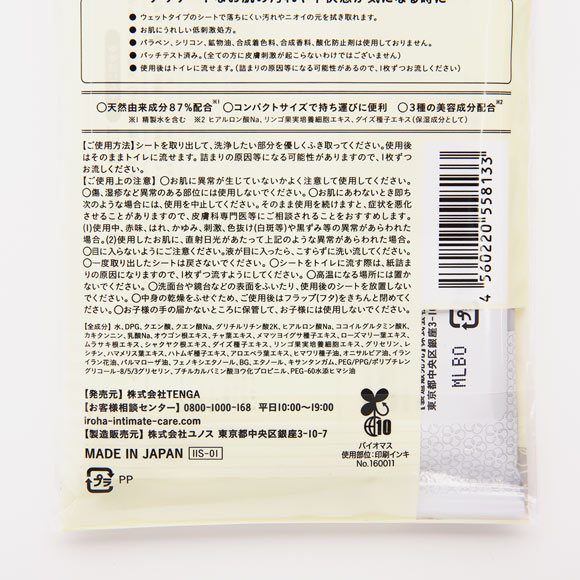 ●ウェットタイプのシートで落ちにくい汚れやニオイの元を拭き取れます。
●お肌にうれしい低刺激処方。
●パラベン、シリコン、鉱物油、合成着色料、合成香料、酸化防止剤は使用しておりません。
●パッチテスト済み。(全ての方に皮膚刺激が起こらないわけではございません)
●使用後はトイレに流せます。(詰まりの原因等になる可能性があるので、1枚ずつお流しください)
○天然由来成分87%配合※1 ○コンパクトサイズで持ち運びに便利 ○3種の美容成分配合※2
※1 精製水を含む ※2 ヒアルロン酸Na、リンゴ果実培養細胞エキス、ダイズ種子エキス(保湿成分として)
【ご使用方法】シートを取り出して、洗浄したい部分を優しくふき取ってください。使用後
はそのままトイレに流せます。詰まりの原因等になる可能性がありますので、1枚ずつ
お流しください。
【ご使用上の注意】○お肌に異常が生じていないかよく注意して使用してください。
○傷、湿疹など異常のある部位には使用しないでください。○お肌にあわないとき即ち
次のような場合には、使用を中止してください。そのまま使用を続けますと、症状を悪化
させることがありますので、皮膚科専門医等にご相談されることをおすすめします。
(1)使用中、赤味、はれ、かゆみ、刺激、色抜け(白斑等)や黒ずみ等の異常があらわれた場
合。(2)使用したお肌に、直射日光があたって上記のような異常があらわれた場合。
○目に入らないようにご注意ください。液が目に入ったら、こすらずに洗い流してください。
○一度取り出したシートは戻さないでください。○シートをトイレに流す際は、紙詰まり
の原因になりますので、1枚ずつ流すようにしてください。○高温になる場所には置か
ないでください。○洗面台や鏡台などの表面をふいたり、使用後のシートを放置しない
でください。○中身の乾燥をふせぐため、ご使用後はフラップ(フタ)をきちんと閉めてく
ださい。○お子様の手の届かないところに保管して、お子様には使用しないでください。
【全成分】水、DPG、クエン酸、クエン酸Na、グリチルリチン酸2K、ヒアルロン酸Na、ココイルグルタミン酸K、
カキタンニン、乳酸Na、オウゴン根エキス、チャ葉エキス、メマツヨイグサ種子エキス、ローズマリー葉エキス、
ムラサキ根エキス、シャクヤク根エキス、ダイズ種子エキス、リンゴ果実培養細胞エキス、グリセリン、レ
シチン、ハマメリス葉エキス、ハトムギ種子エキス、アロエベラ葉エキス、ヒマワリ種子油、オニサルビア油、イラン
イラン花油、パルマローザ油、フェノキシエタノール、BG、エタノール、キサンタンガム、PEG/PPG/ポリブチレン
グリコール-8/5/3グリセリン、ブチルカルバミン酸ヨウ化プロピニル、PEG-60水添ヒマシ油
【発売元】株式会社TENGA
【お客様相談センター】0800-1000-168 平日10:00〜19:00
iroha-intimate-care.com
【製造販売元】株式会社ユノス 東京都中央区銀座3-10-7
MADE IN JAPAN IIS-01
プラ PP
10
バイオマス
使用部位:印刷インキ
No.160011
4 560220 558133
東京都中央区銀座3-1
MLBO